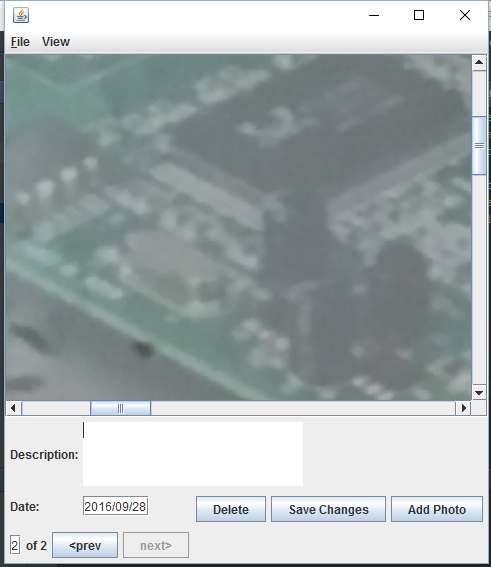 File View
Description:
Date: 2016/09/28 Delete Save Changes Add Photo
2 of 2 <prev next>